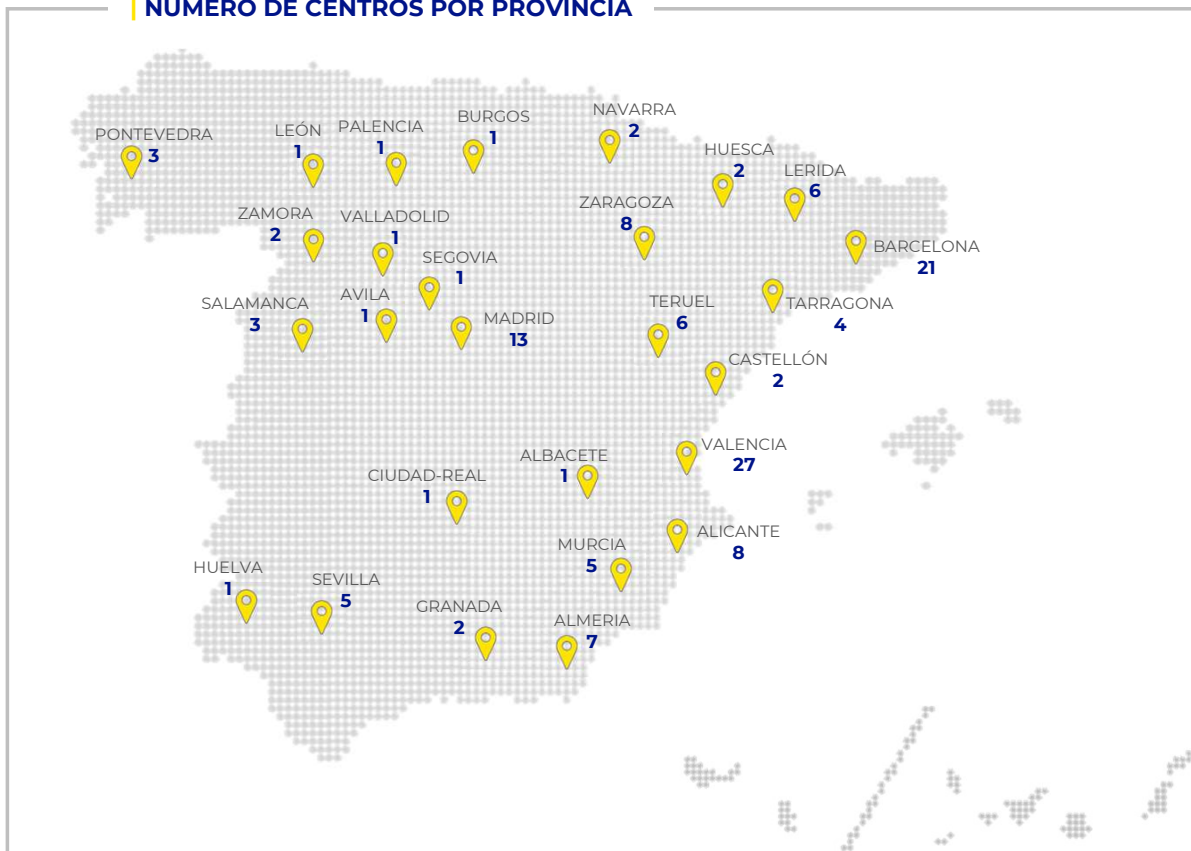 NÚMERO DE CENTROS POR PROVINCIA
PONTEVEDRA
3
LEÓN
1
PALENCIA
1
BURGOS
1
NAVARRA
2
HUESCA
2
LERIDA
6
ZAMORA
2
VALLADOLID
1
ZARAGOZA
8
BARCELONA
21
SEGOVIA
1
SALAMANCA
3
AVILA
1
MADRID
13
TERUEL
6
TARRAGONA
4
CASTELLÓN
2
VALENCIA
27
ALBACETE
1
CIUDAD-REAL
1
ALICANTE
8
MURCIA
5
HUELVA
1
SEVILLA
5
GRANADA
2
ALMERIA
7